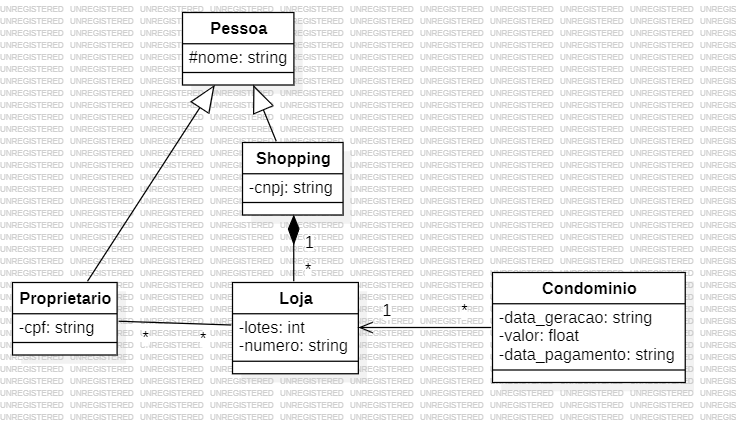 Pessoa
#nome: string
Shopping
-cnpj: string
1
*
Proprietario
-cpf: string
*
*
Loja
-lotes: int
-numero: string
1
*
Condominio
-data_geracao: string
-valor: float
-data_pagamento: string
UNREGISTERED